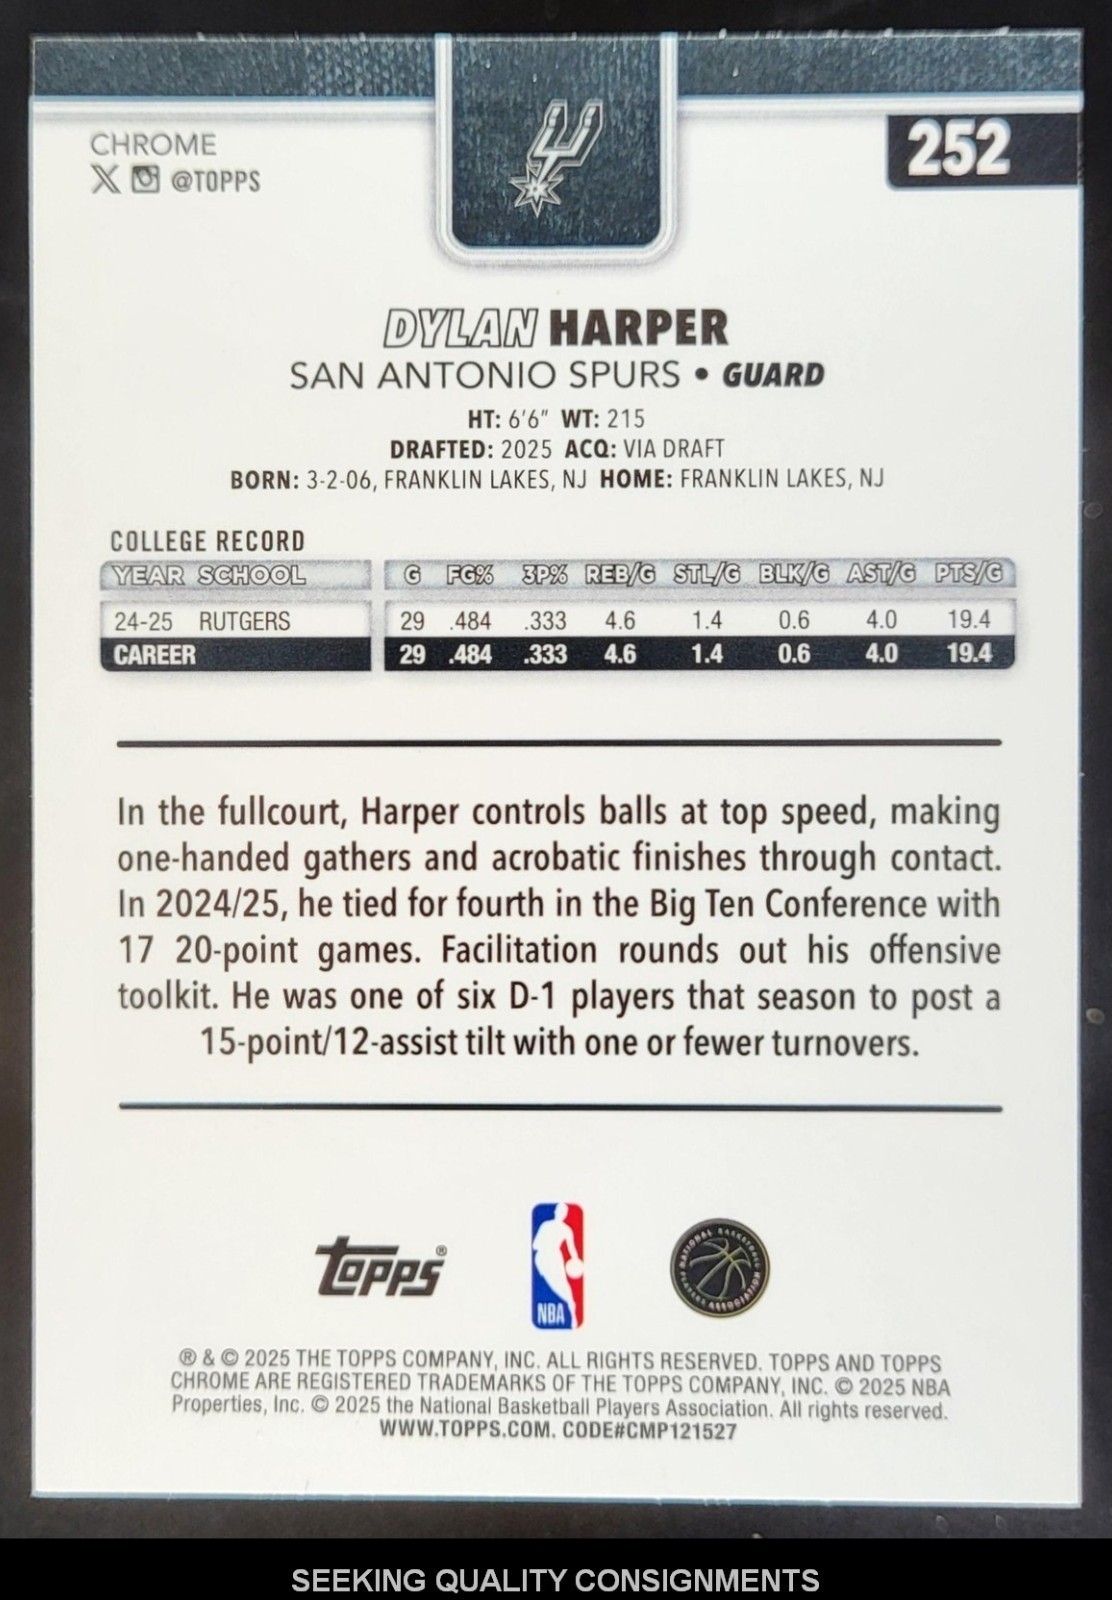 CHROME
X @TOPPS
252
DYLAN HARPER
SAN ANTONIO SPURS • GUARD
HT: 6'6" WT: 215
DRAFTED: 2025 ACQ: VIA DRAFT
BORN: 3-2-06, FRANKLIN LAKES, NJ HOME: FRANKLIN LAKES, NJ
COLLEGE RECORD
YEAR SCHOOL G FG% 3P% REB/G STL/G BLK/G AST/G PTS/G
24-25 RUTGERS 29 .484 .333 4.6 1.4 0.6 4.0 19.4
CAREER 29 .484 .333 4.6 1.4 0.6 4.0 19.4
In the fullcourt, Harper controls balls at top speed, making
one-handed gathers and acrobatic finishes through contact.
In 2024/25, he tied for fourth in the Big Ten Conference with
17 20-point games. Facilitation rounds out his offensive
toolkit. He was one of six D-1 players that season to post a
15-point/12-assist tilt with one or fewer turnovers.
Topps®
NBA
NATIONAL BASKETBALL PLAYERS ASSOCIATION
® & © 2025 THE TOPPS COMPANY, INC. ALL RIGHTS RESERVED. TOPPS AND TOPPS
CHROME ARE REGISTERED TRADEMARKS OF THE TOPPS COMPANY, INC. © 2025 NBA
Properties, Inc. © 2025 the National Basketball Players Association. All rights reserved.
WWW.TOPPS.COM. CODE#CMP121527
SEEKING QUALITY CONSIGNMENTS